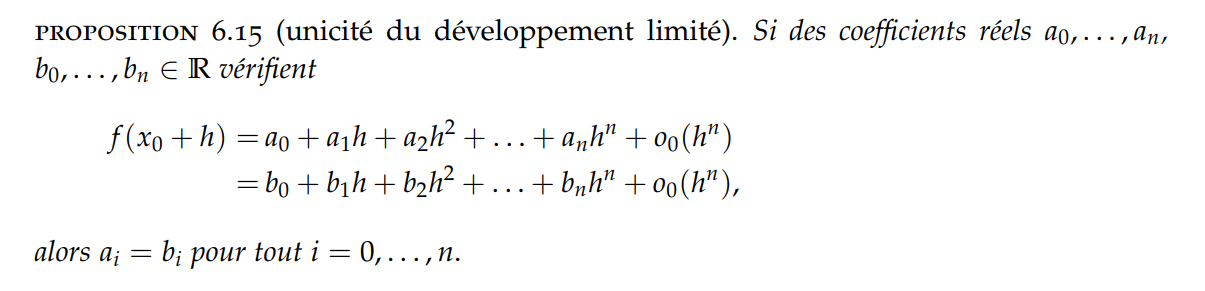 PROPOSITION 6.15 (unicité du développement limité). Si des coefficients réels a₀, . . . , aₙ,
b₀, . . . , bₙ ∈ ℝ vérifient
f(x₀ + h) = a₀ + a₁h + a₂h² + . . . + aₙhⁿ + o₀(hⁿ)
= b₀ + b₁h + b₂h² + . . . + bₙhⁿ + o₀(hⁿ),
alors aᵢ = bᵢ pour tout i = 0, . . . , n.